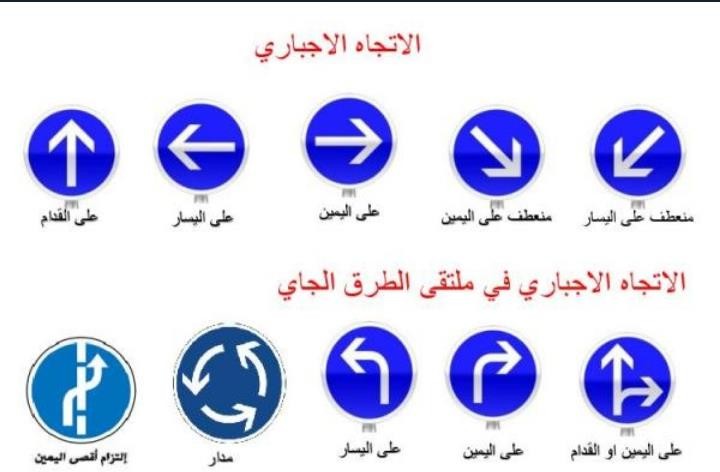 الاتجاه الاجباري
منعطف على اليسار
منعطف على اليمين
على اليمين
على اليسار
على القدام
الاتجاه الاجباري في ملتقى الطرق الجاي
على اليمين او القدام
على اليمين
على اليسار
مدار
إلتزام أقصى اليمين